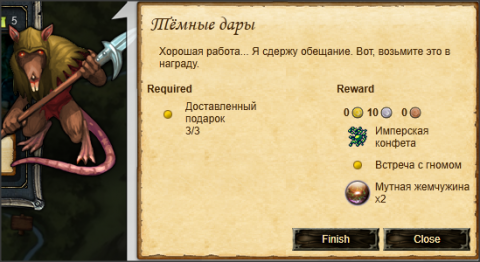 5
Тёмные дары
Хорошая работа... Я сдержу обещание. Вот, возьмите это в
награду.
Required
Reward
Доставленный
подарок
3/3
0 10 0
Имперская
конфета
Встреча с гномом
Мутная жемчужина
x2
Finish
Close